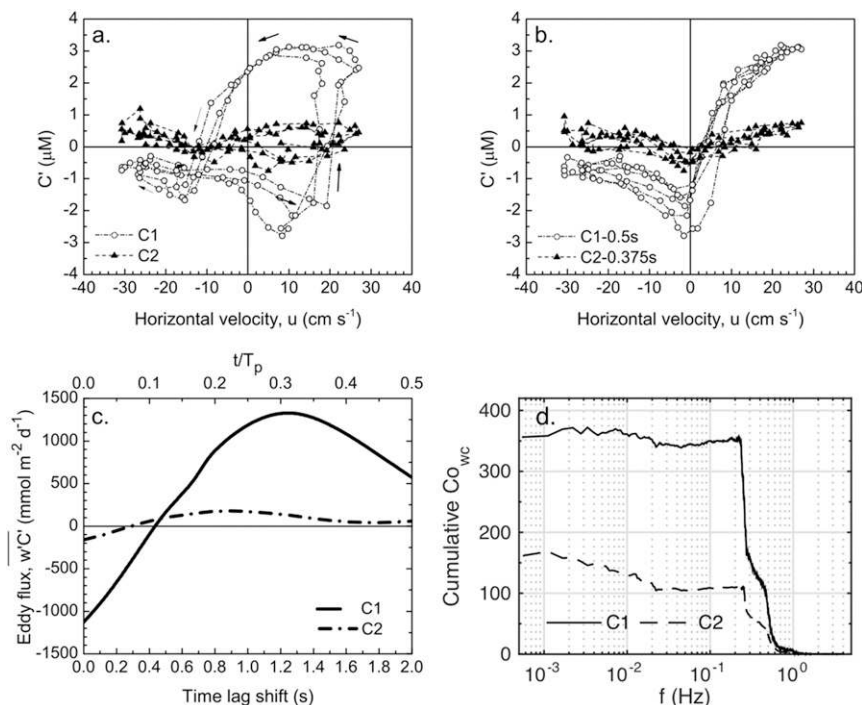 a.
C' (μM)
4
3
2
1
0
-1
-2
-3
-4
C1
C2
-40 -30 -20 -10 0 10 20 30 40
Horizontal velocity, u (cm s⁻¹)
b.
C' (μM)
4
3
2
1
0
-1
-2
-3
-4
C1-0.5s
C2-0.375s
-40 -30 -20 -10 0 10 20 30 40
Horizontal velocity, u (cm s⁻¹)
t/Tp
0.0 0.1 0.2 0.3 0.4 0.5
c.
Eddy flux, w'C' (mmol m⁻² d⁻¹)
1500
1000
500
0
-500
-1000
-1500
C1
C2
0.0 0.2 0.4 0.6 0.8 1.0 1.2 1.4 1.6 1.8 2.0
Time lag shift (s)
d.
Cumulative Cowc
400
300
200
100
0
C1 C2
10⁻³ 10⁻² 10⁻¹ 10⁰
f (Hz)